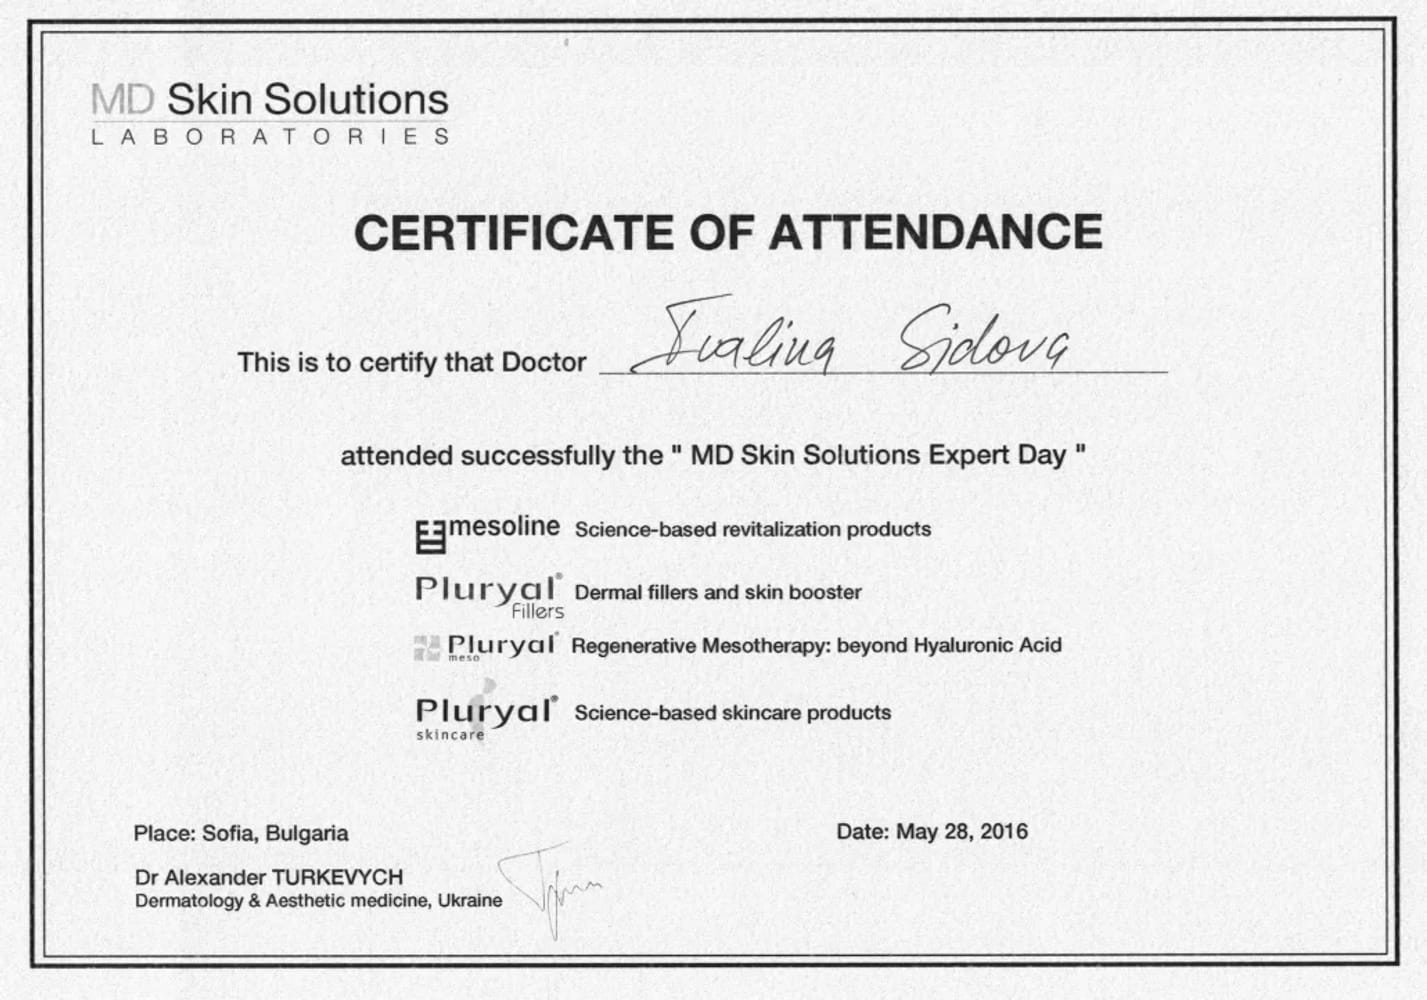 MD Skin Solutions
LABORATORIES
CERTIFICATE OF ATTENDANCE
This is to certify that Doctor Ivalina Sjdova
attended successfully the " MD Skin Solutions Expert Day "
mesoline Science-based revitalization products
Pluryal® Dermal fillers and skin booster
Fillers
Pluryal® Regenerative Mesotherapy: beyond Hyaluronic Acid
meso
Pluryal® Science-based skincare products
skincare
Place: Sofia, Bulgaria
Date: May 28, 2016
Dr Alexander TURKEVYCH
Dermatology & Aesthetic medicine, Ukraine